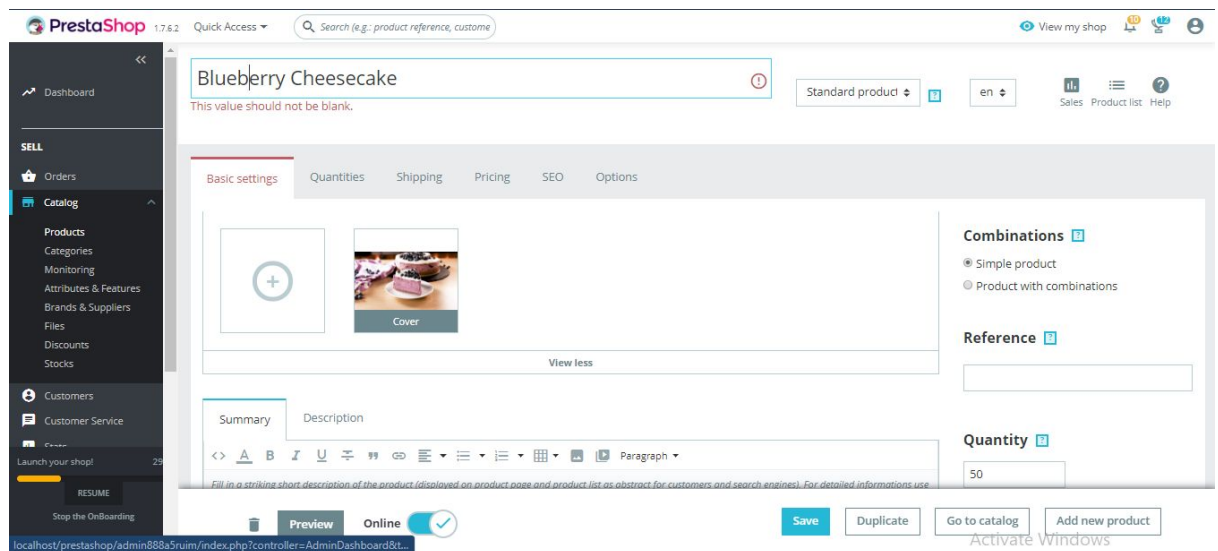 PrestaShop 1.7.6.2 Quick Access Search (e.g.: product reference, custome View my shop 10 12
Dashboard
Blueberry Cheesecake
This value should not be blank.
Standard product
en
Sales Product list Help
SELL
Orders
Catalog
Products
Categories
Monitoring
Attributes & Features
Brands & Suppliers
Files
Discounts
Stocks
Customers
Customer Service
Stats
Launch your shop! 29
RESUME
Stop the OnBoarding
Basic settings Quantities Shipping Pricing SEO Options
Cover
View less
Summary Description
Paragraph
Fill in a striking short description of the product (displayed on product page and product list as abstract for customers and search engines). For detailed informations use
Combinations
Simple product
Product with combinations
Reference
Quantity
50
Preview Online Save Duplicate Go to catalog Add new product
Activate Windows
localhost/prestashop/admin888a5ruim/index.php?controller=AdminDashboard&t...